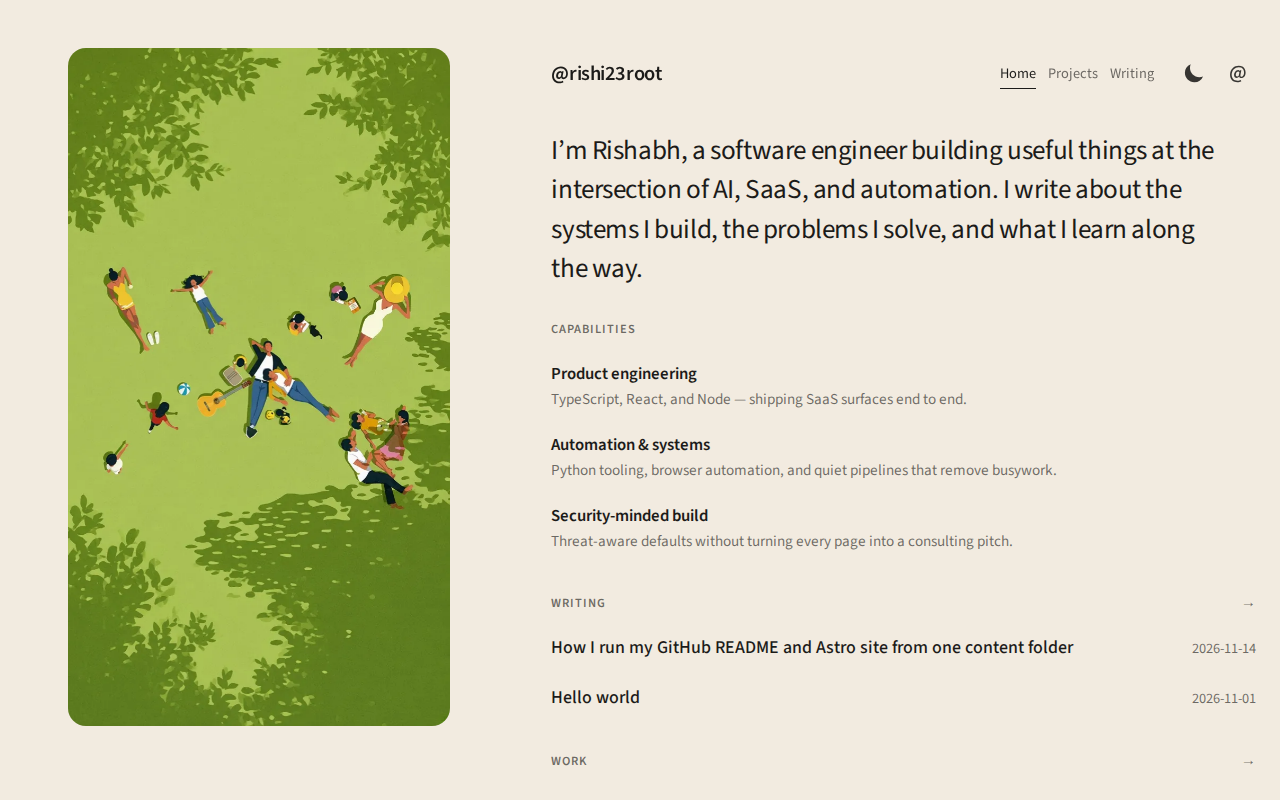 @rishi23root
Home Projects Writing @
I’m Rishabh, a software engineer building useful things at the
intersection of AI, SaaS, and automation. I write about the
systems I build, the problems I solve, and what I learn along
the way.
CAPABILITIES
Product engineering
TypeScript, React, and Node — shipping SaaS surfaces end to end.
Automation & systems
Python tooling, browser automation, and quiet pipelines that remove busywork.
Security-minded build
Threat-aware defaults without turning every page into a consulting pitch.
WRITING →
How I run my GitHub README and Astro site from one content folder 2026-11-14
Hello world 2026-11-01
WORK →